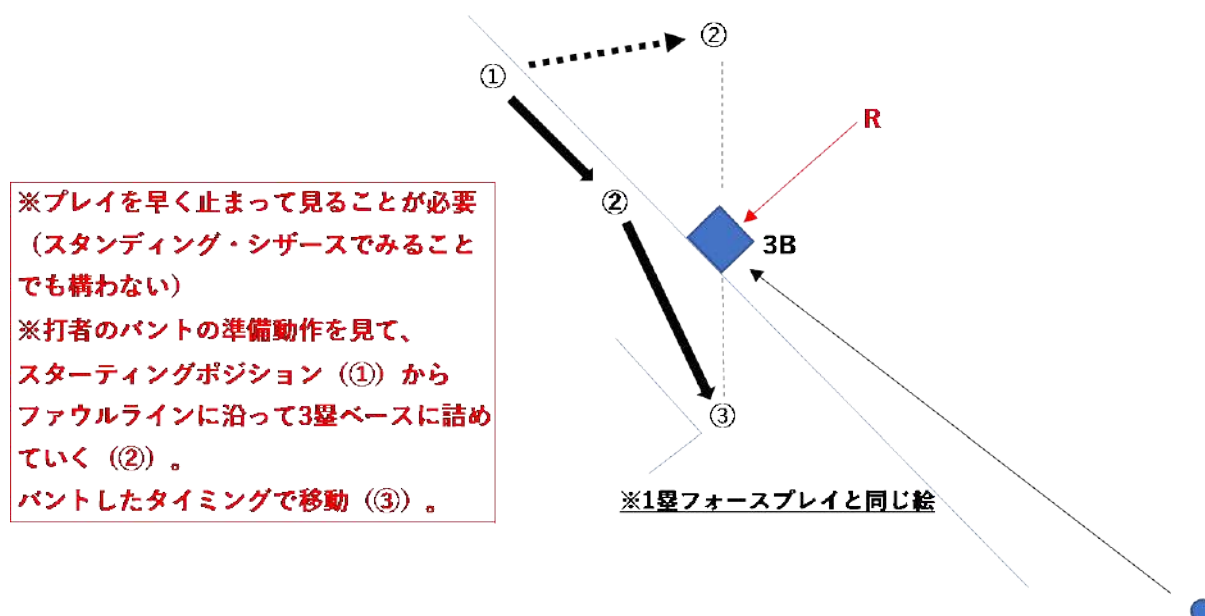 ②
①
R
※プレイを早く止まって見ることが必要
（スタンディング・シザースでみること
でも構わない）
②
3B
※打者のバントの準備動作を見て、
スターティングポジション（①）から
ファウルラインに沿って3塁ベースに詰め
ていく（②）。
バントしたタイミングで移動（③）。
③
※1塁フォースプレイと同じ絵